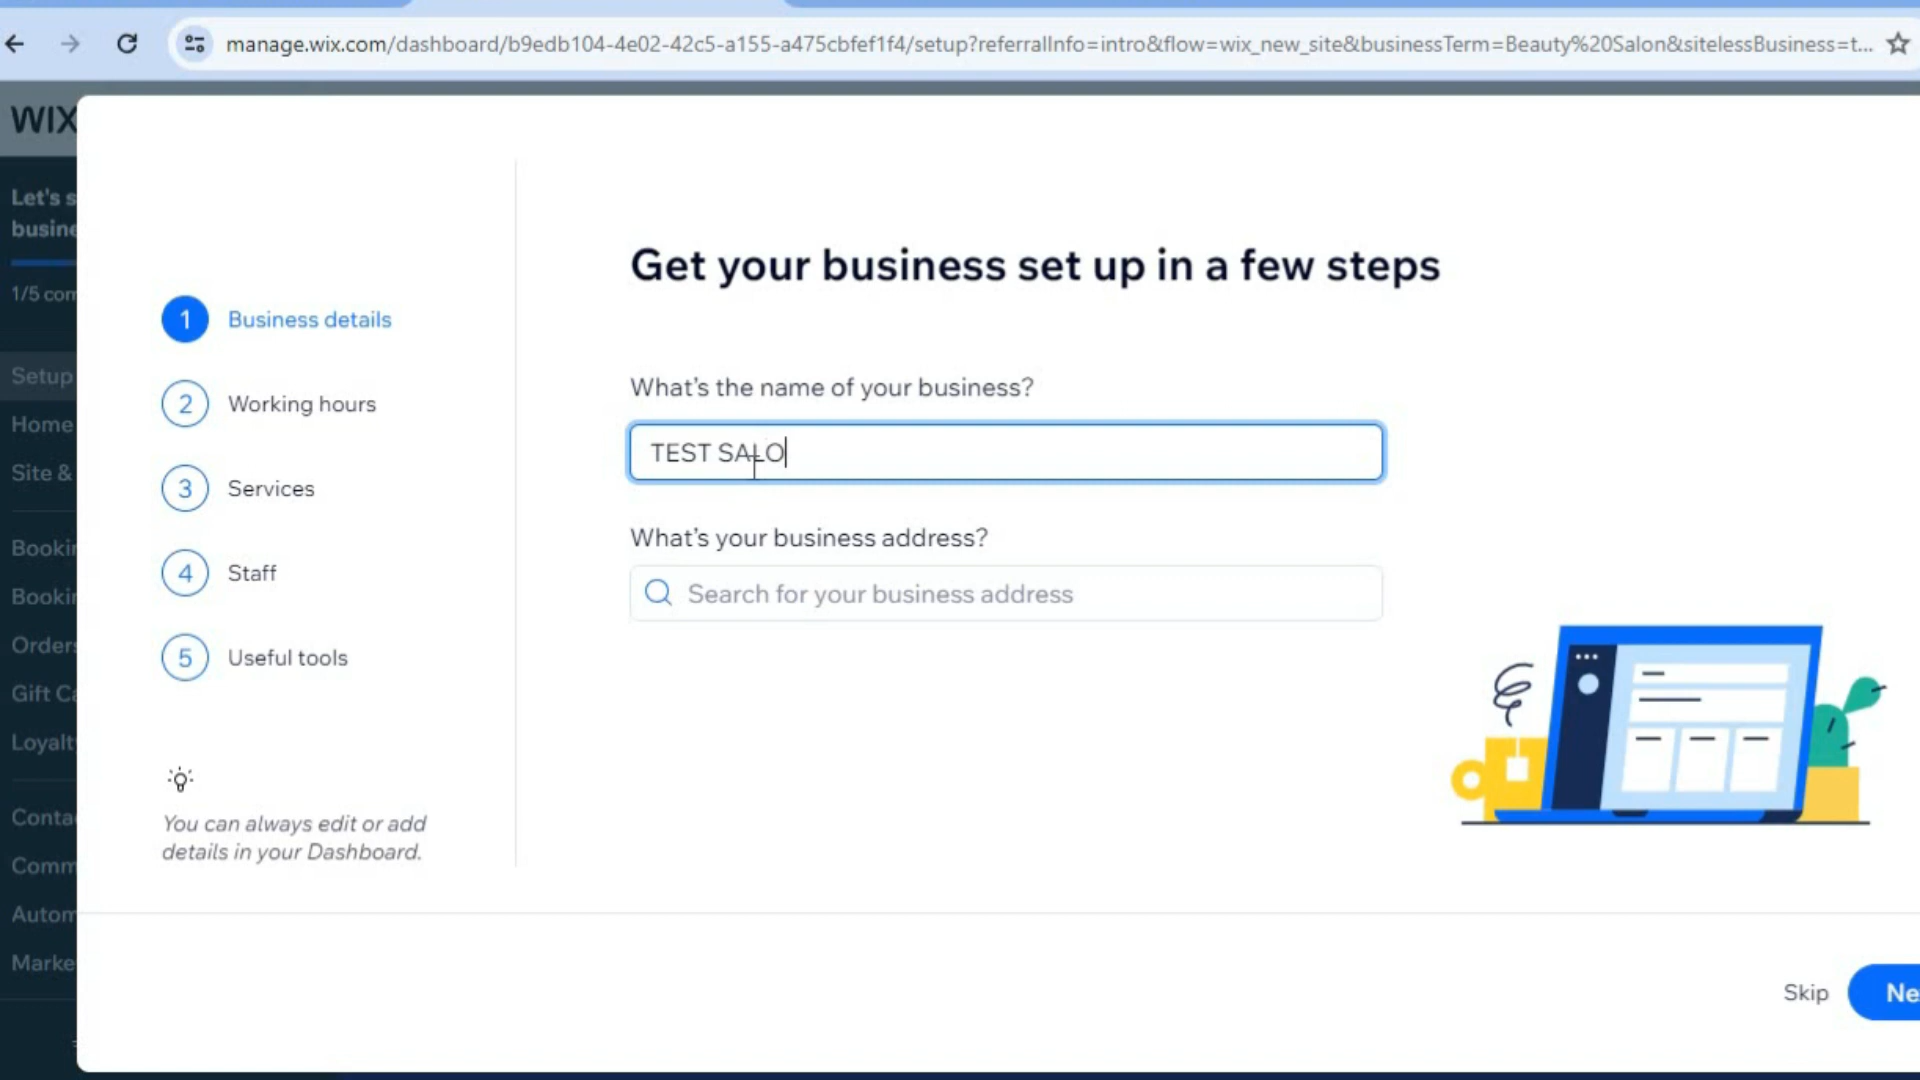 manage.wix.com/dashboard/b9edb104-4e02-42c5-a155-a475cbfef1f4/setup?referralInfo=intro&flow=wix_new_site&businessTerm=Beauty%20Salon&sitelessBusiness=t...
WIX
Let's s
busine
1/5 com
Setup
Home
Site &
Bookin
Bookin
Orders
Gift Ca
Loyalt
Conta
Comm
Autom
Marke
1 Business details
2 Working hours
3 Services
4 Staff
5 Useful tools
You can always edit or add
details in your Dashboard.
Get your business set up in a few steps
What's the name of your business?
TEST SALO
What's your business address?
Search for your business address
Skip
Ne